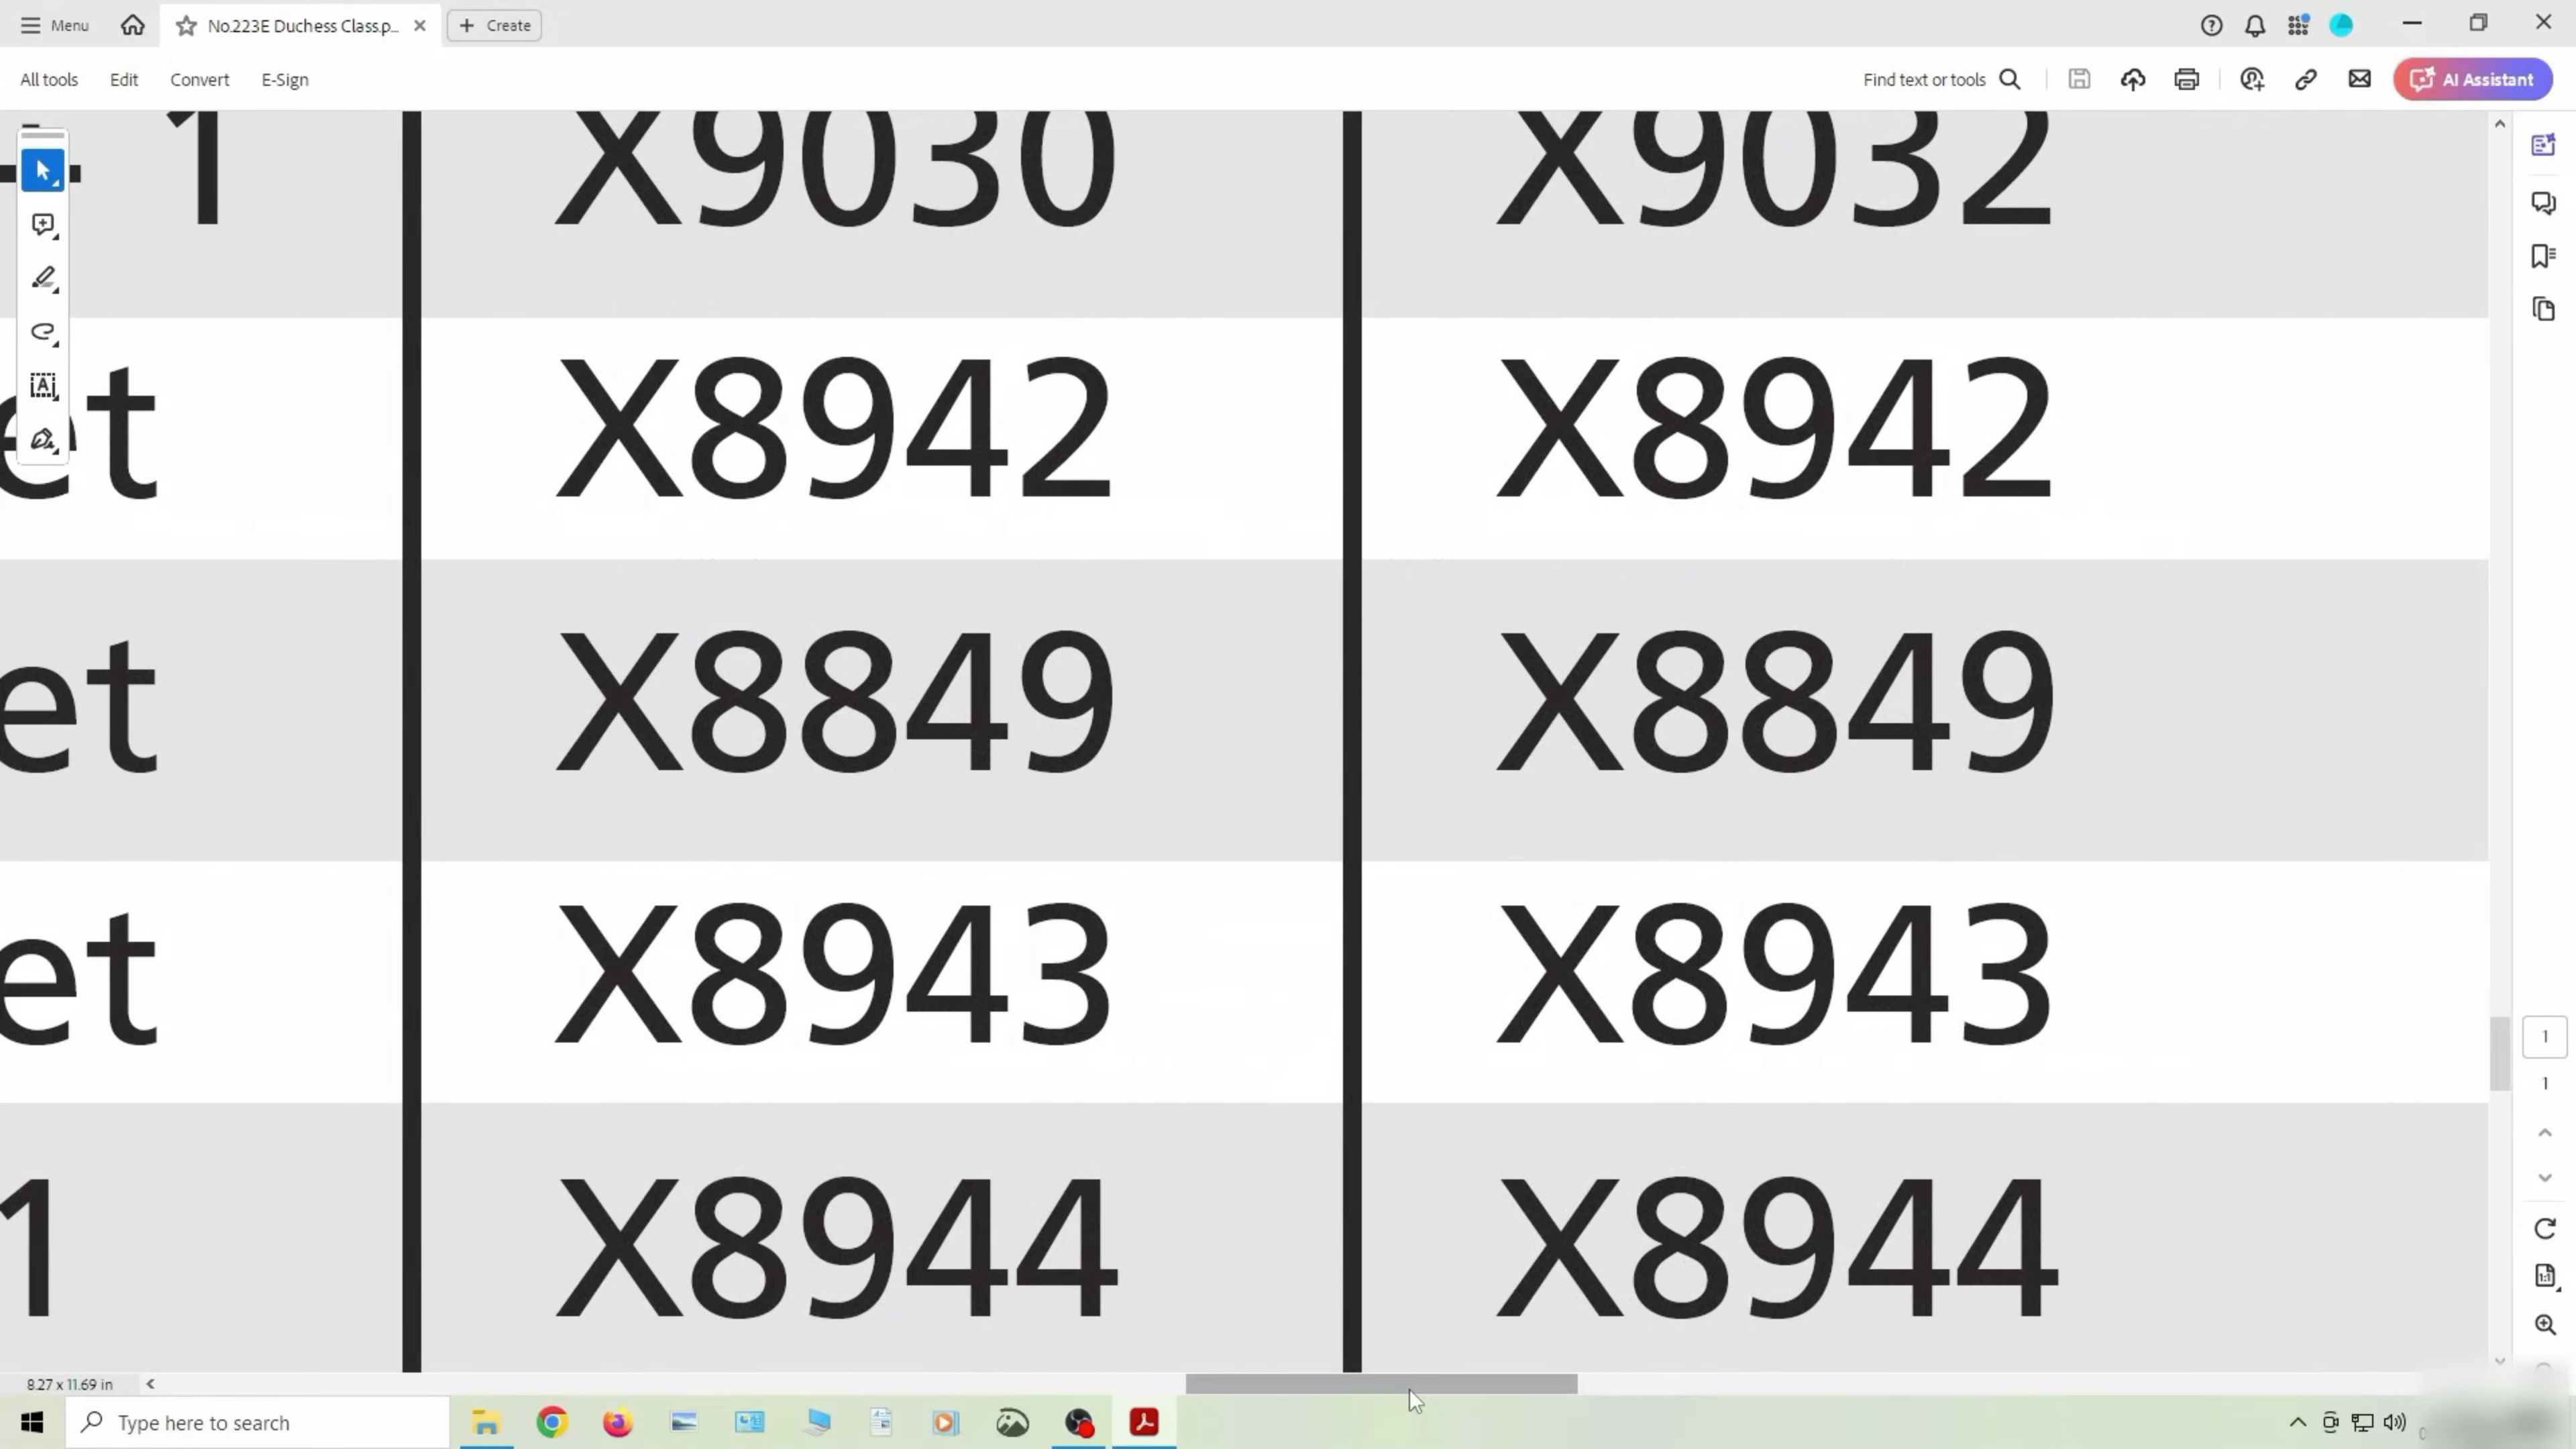 Menu
No.223E Duchess Class.p...
Create
All tools Edit Convert E-Sign
Find text or tools
AI Assistant
1 X9030 X9032
et X8942 X8942
et X8849 X8849
et X8943 X8943
1 X8944 X8944
1
1
8.27 x 11.69 in
Type here to search